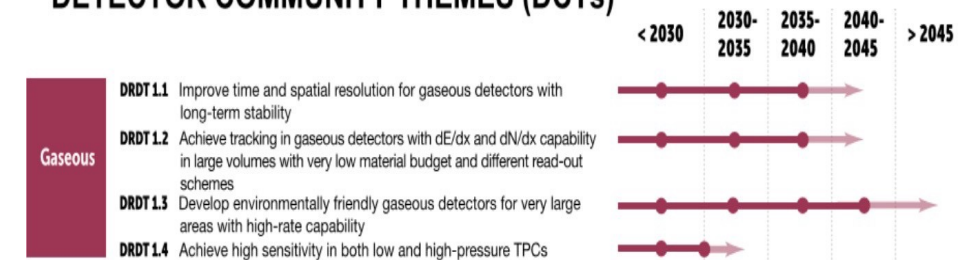 DETECTOR COMMUNITY THEMES (DCTs)
< 2030
2030-
2035
2035-
2040
2040-
2045
> 2045
Gaseous
DRDT 1.1 Improve time and spatial resolution for gaseous detectors with
long-term stability
DRDT 1.2 Achieve tracking in gaseous detectors with dE/dx and dN/dx capability
in large volumes with very low material budget and different read-out
schemes
DRDT 1.3 Develop environmentally friendly gaseous detectors for very large
areas with high-rate capability
DRDT 1.4 Achieve high sensitivity in both low and high-pressure TPCs